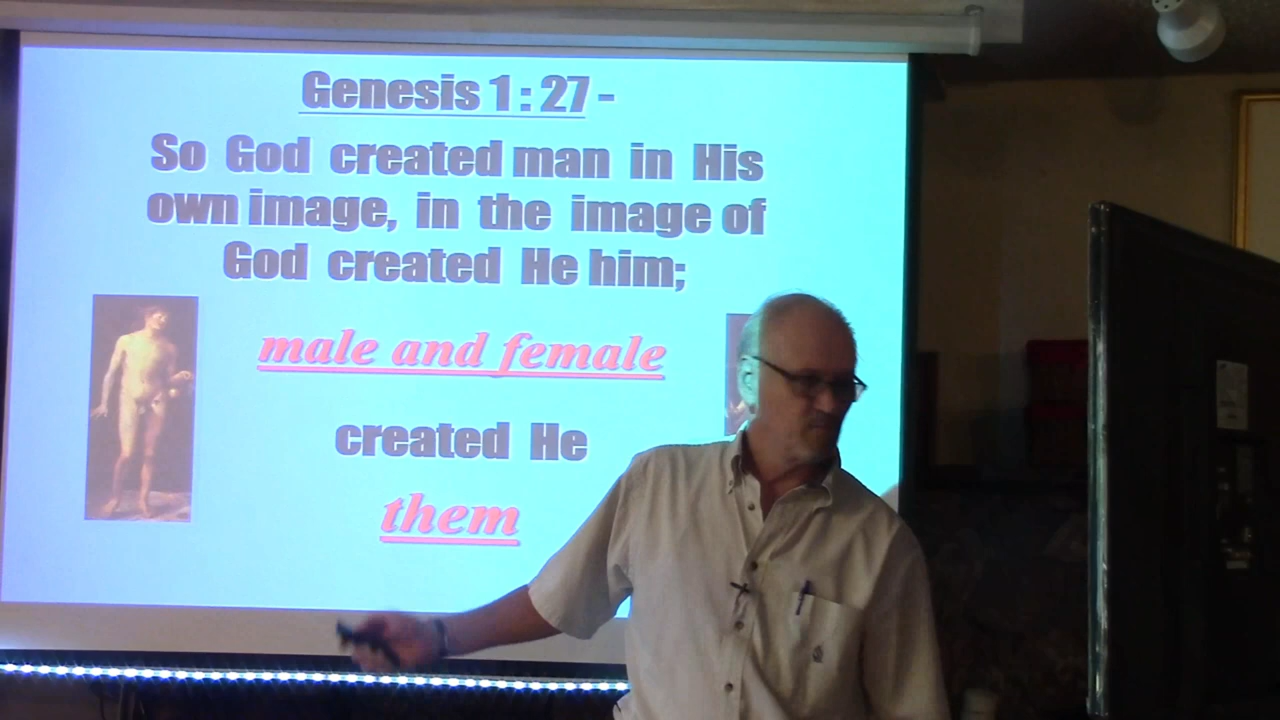 Genesis 1 : 27 -
So God created man in His
own image, in the image of
God created He him;
male and female
created He
them